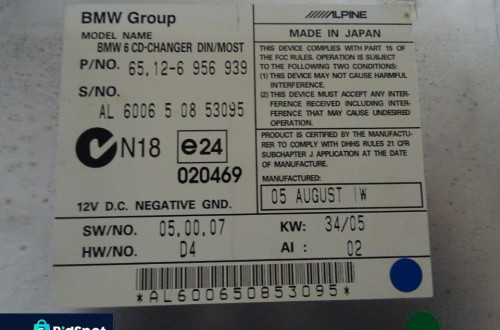 BMW Group
MODEL NAME
BMW 6 CD-CHANGER DIN/MOST
P/NO. 65.12-6 956 939
S/NO.
AL 6006 5 08 53095
N18 e24
020469
12V D.C. NEGATIVE GND.
ALPINE
MADE IN JAPAN
THIS DEVICE COMPLIES WITH PART 15 OF
THE FCC RULES. OPERATION IS SUBJECT
TO THE FOLLOWING TWO CONDITIONS:
(1) THIS DEVICE MAY NOT CAUSE HARMFUL
INTERFERENCE.
(2) THIS DEVICE MUST ACCEPT ANY INTER-
FERENCE RECEIVED INCLUDING INTER-
FERENCE THAT MAY CAUSE UNDESIRED
OPERATION.
PRODUCT IS CERTIFIED BY THE MANUFACTU-
RER TO COMPLY WITH DHHS RULES 21 CFR
SUBCHAPTER J APPLICATION AT THE DATE
OF MANUFACTURE.
MANUFACTURED:
05 AUGUST IW
SW/NO. 05.00.07 KW: 34/05
HW/NO. D4 AI : 02
*AL600650853095*
BidSpot